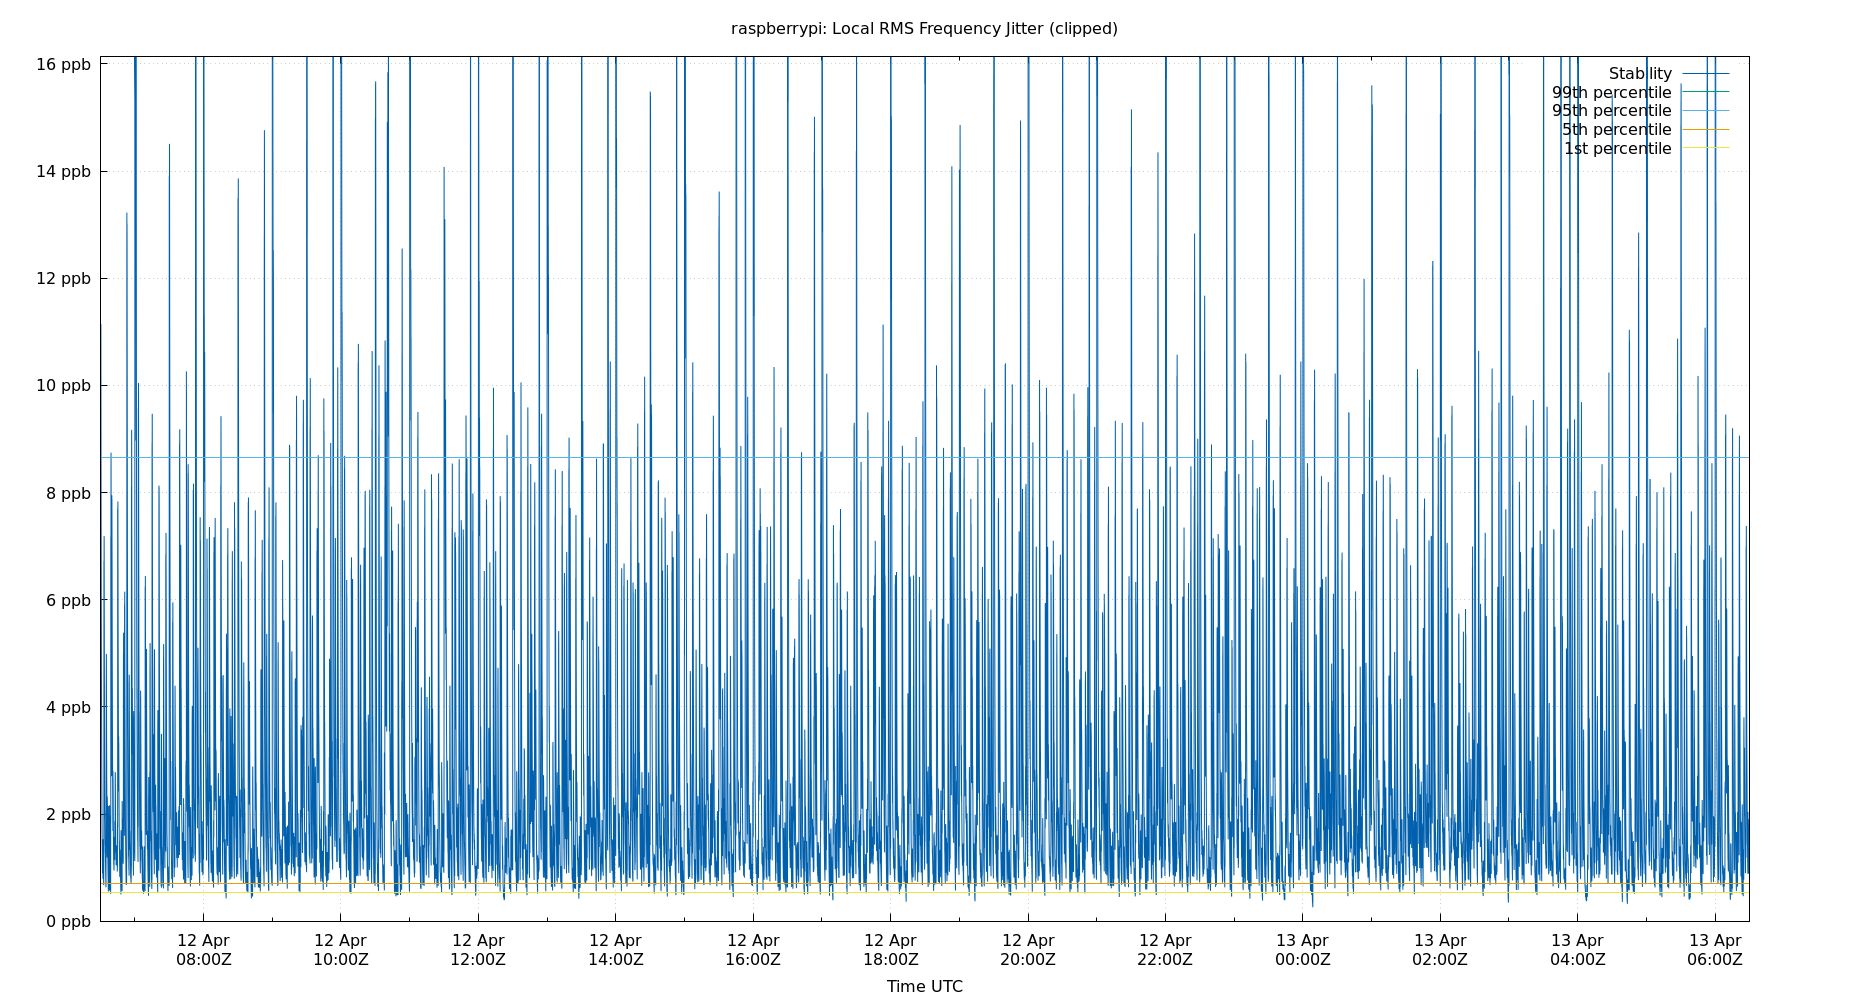 raspberrypi: Local RMS Frequency Jitter (clipped)
16 ppb
14 ppb
12 ppb
10 ppb
8 ppb
6 ppb
4 ppb
2 ppb
0 ppb
Stability
99th percentile
95th percentile
5th percentile
1st percentile
12 Apr 12 Apr 12 Apr 12 Apr 12 Apr 12 Apr 12 Apr 12 Apr 13 Apr 13 Apr 13 Apr 13 Apr
08:00Z 10:00Z 12:00Z 14:00Z 16:00Z 18:00Z 20:00Z 22:00Z 00:00Z 02:00Z 04:00Z 06:00Z
Time UTC